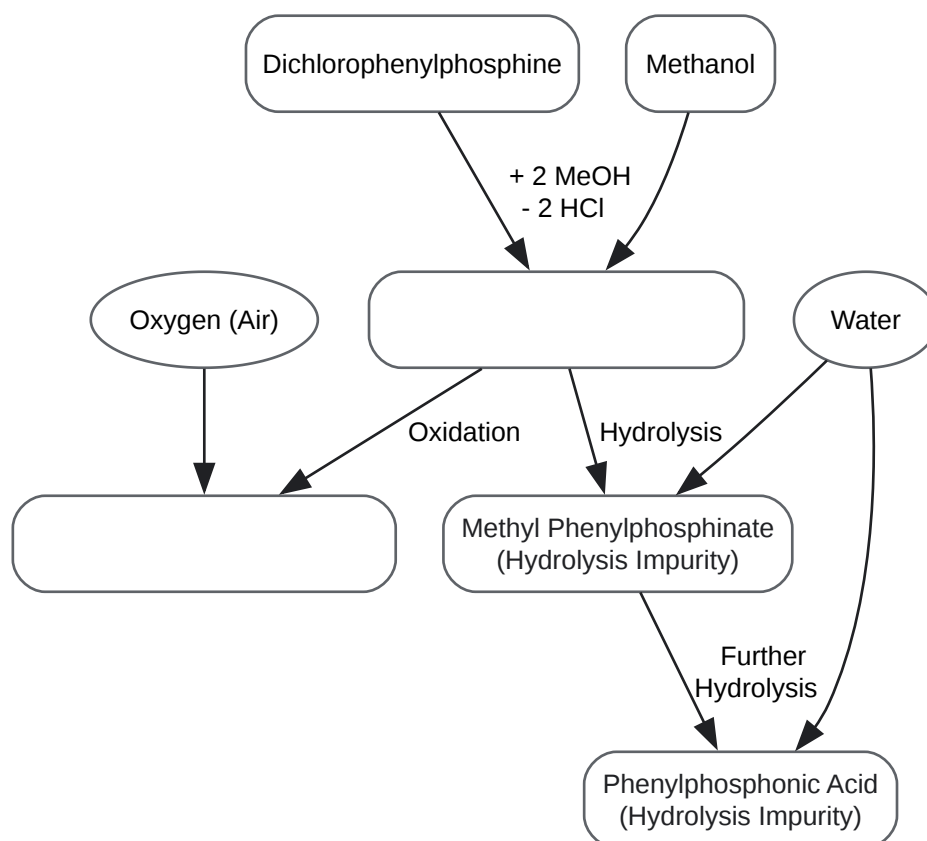 Dichlorophenylphosphine
Methanol
+ 2 MeOH
- 2 HCl
Oxygen (Air)
Water
Oxidation
Hydrolysis
Methyl Phenylphosphinate
(Hydrolysis Impurity)
Further
Hydrolysis
Phenylphosphonic Acid
(Hydrolysis Impurity)